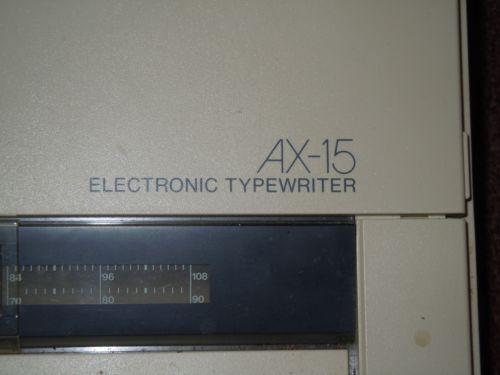 AX-15
ELECTRONIC TYPEWRITER
84 96 108
70 80 90